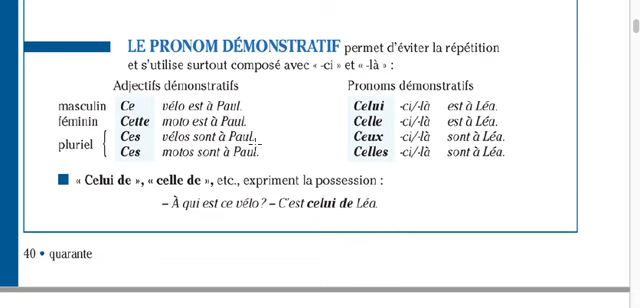 LE PRONOM DÉMONSTRATIF permet d'éviter la répétition
et s'utilise surtout composé avec « -ci » et « -là » :
Adjectifs démonstratifs Pronoms démonstratifs
masculin Ce vélo est à Paul. Celui -ci/-là est à Léa.
féminin Cette moto est à Paul. Celle -ci/-là est à Léa.
pluriel { Ces vélos sont à Paul. Ceux -ci/-là sont à Léa.
Ces motos sont à Paul. Celles -ci/-là sont à Léa.
■ « Celui de », « celle de », etc., expriment la possession :
– À qui est ce vélo ? – C'est celui de Léa.
40 • quarante